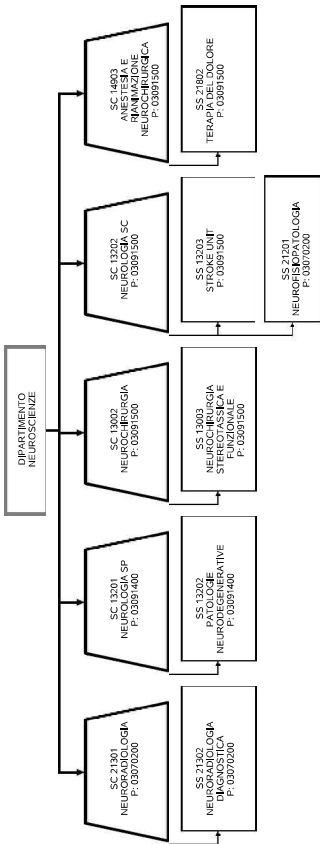 DIPARTIMENTO
NEUROSCIENZE
SC 21301
NEURORADIOLOGIA
P: 03070200
SS 21302
NEURORADIOLOGIA
DIAGNOSTICA
P: 03070200
SC 13201
NEUROLOGIA SP
P: 03091400
SS 13202
PATOLOGIE
NEURODEGENERATIVE
P: 03091400
SC 13002
NEUROCHIRURGIA
P: 03091500
SS 13003
NEUROCHIRURGIA
STEREOTASSICA E
FUNZIONALE
P: 03091500
SC 13202
NEUROLOGIA SC
P: 03091500
SS 13203
STROKE UNIT
P: 03091500
SS 21201
NEUROFISIOPATOLOGIA
P: 03070200
SC 14903
ANESTESIA E
RIANIMAZIONE
NEUROCHIRURGICA
P: 03091500
SS 21802
TERAPIA DEL DOLORE
P: 03091500